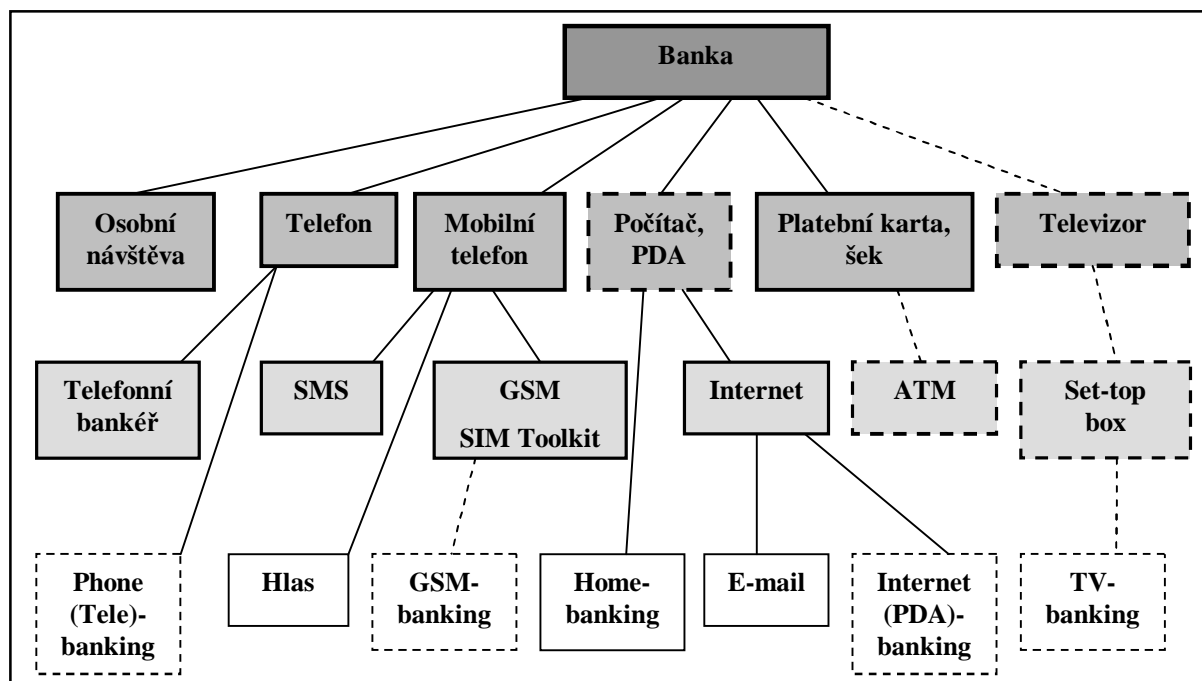 Banka
Osobní
návštěva
Telefon
Mobilní
telefon
Počítač,
PDA
Platební karta,
šek
Televizor
Telefonní
bankéř
SMS
GSM
SIM Toolkit
Internet
ATM
Set-top
box
Phone
(Tele)-
banking
Hlas
GSM-
banking
Home-
banking
E-mail
Internet
(PDA)-
banking
TV-
banking